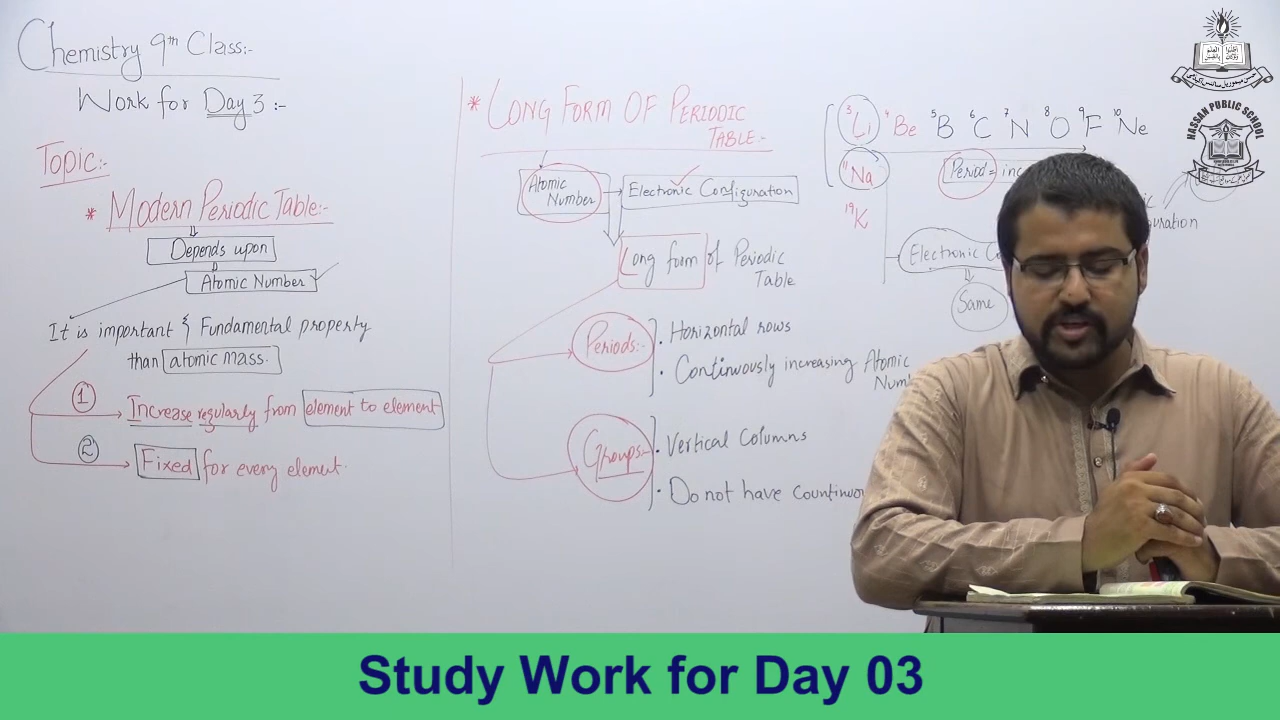 Chemistry 9th Class:-
Work for Day 3:-
Topic:-
* Modern Periodic Table:-
Depends upon
Atomic Number
It is important & Fundamental property
than atomic mass.
1 Increase regularly from element to element
2 Fixed for every element.
* LONG FORM OF PERIODIC
TABLE:-
Atomic
Number
Electronic Configuration
Long form of Periodic
Table
Periods:-
. Horizontal rows
. Continuously increasing Atomic
Groups:-
. Vertical Columns
. Do not have
3Li 4Be 5B 6C 7N 8O 9F 10Ne
11Na
19K
Period =
Electronic
Same
HASSAN PUBLIC SCHOOL
Study Work for Day 03